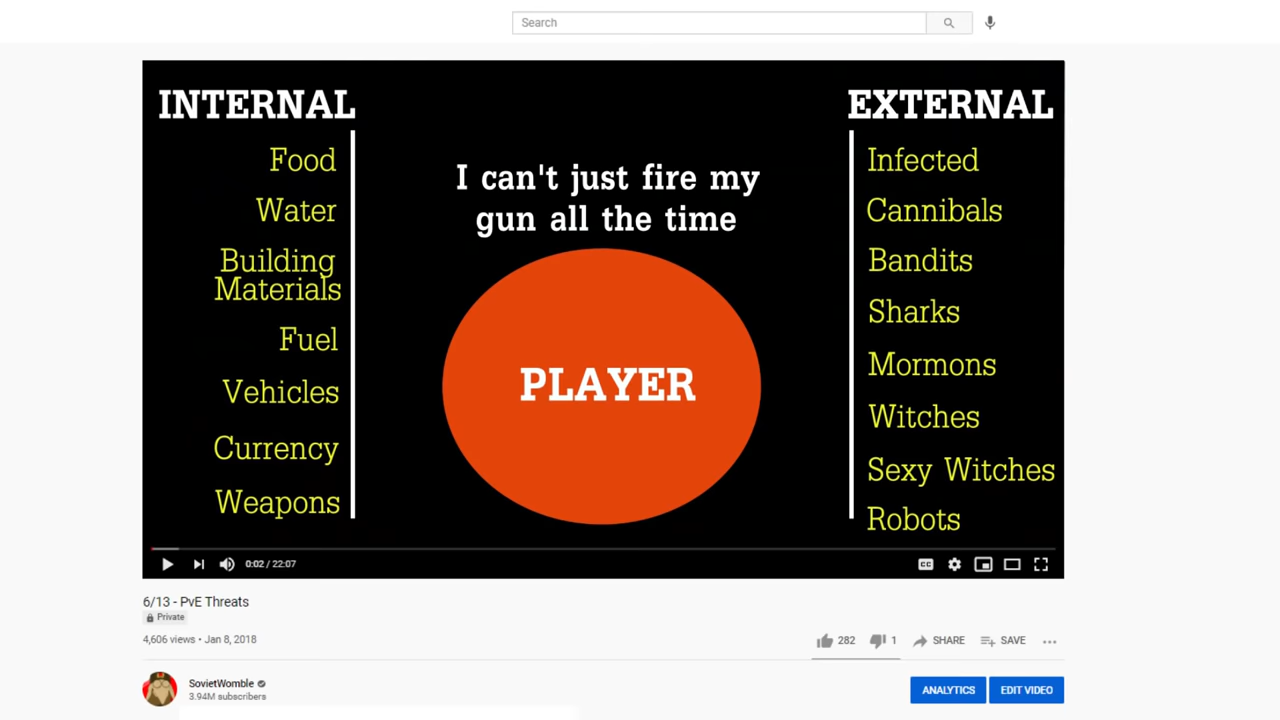 Search
INTERNAL
Food
Water
Building
Materials
Fuel
Vehicles
Currency
Weapons
I can't just fire my
gun all the time
PLAYER
EXTERNAL
Infected
Cannibals
Bandits
Sharks
Mormons
Witches
Sexy Witches
Robots
0:02 / 22:07
CC
6/13 - PvE Threats
Private
4,606 views • Jan 8, 2018
282
1
SHARE
SAVE
SovietWomble
3.94M subscribers
ANALYTICS
EDIT VIDEO